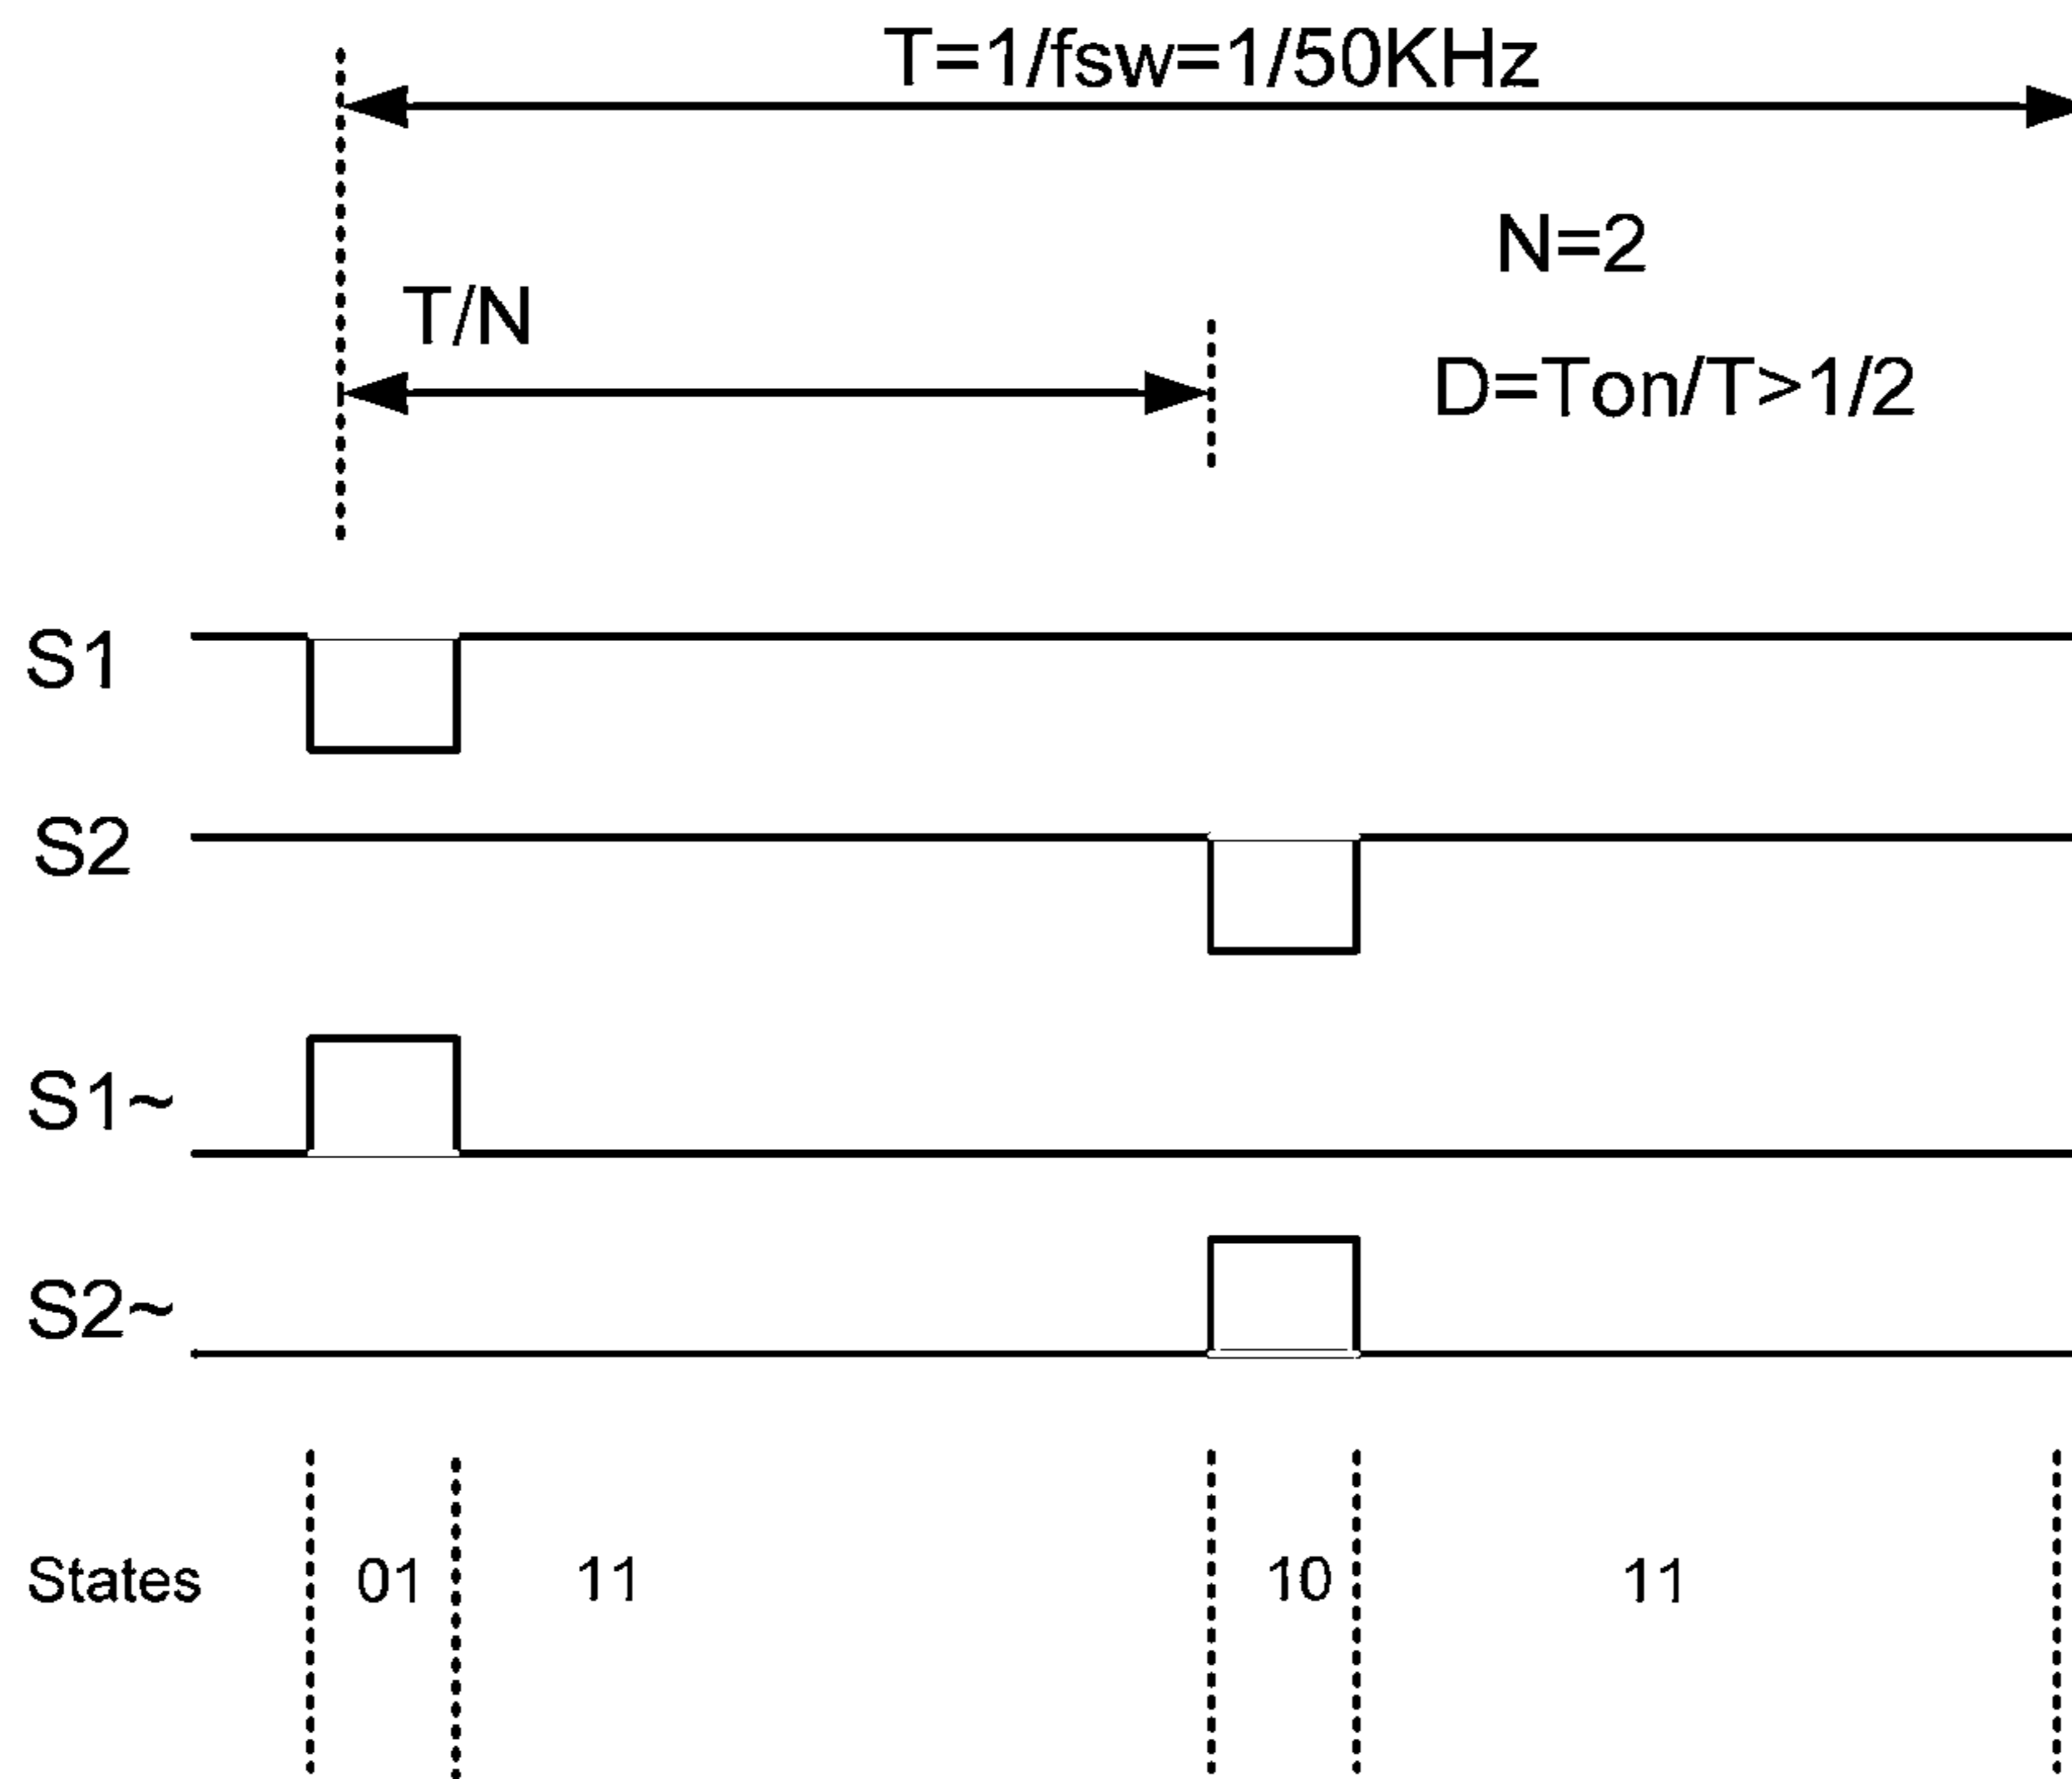 T=1/fsw=1/50KHz
N=2
T/N
D=Ton/T>1/2
S1
S2
S1~
S2~
States 01 11 10 11